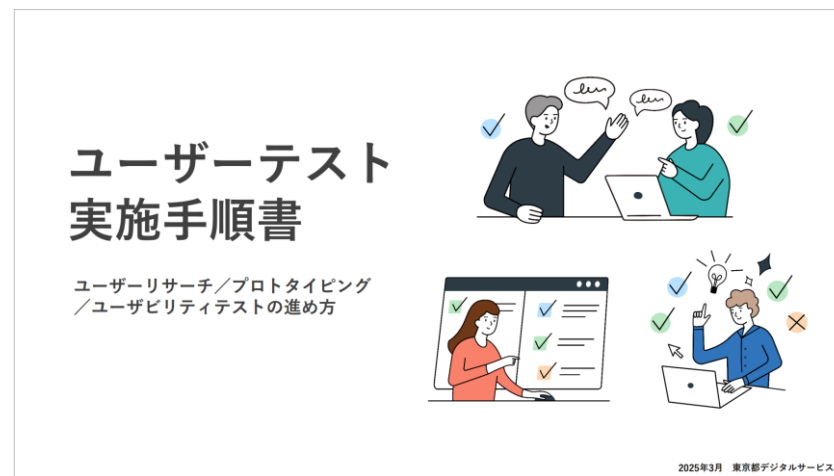 ユーザーテスト
実施手順書
ユーザーリサーチ／プロトタイピング
／ユーザビリティテストの進め方
2025年3月　東京都デジタルサービス